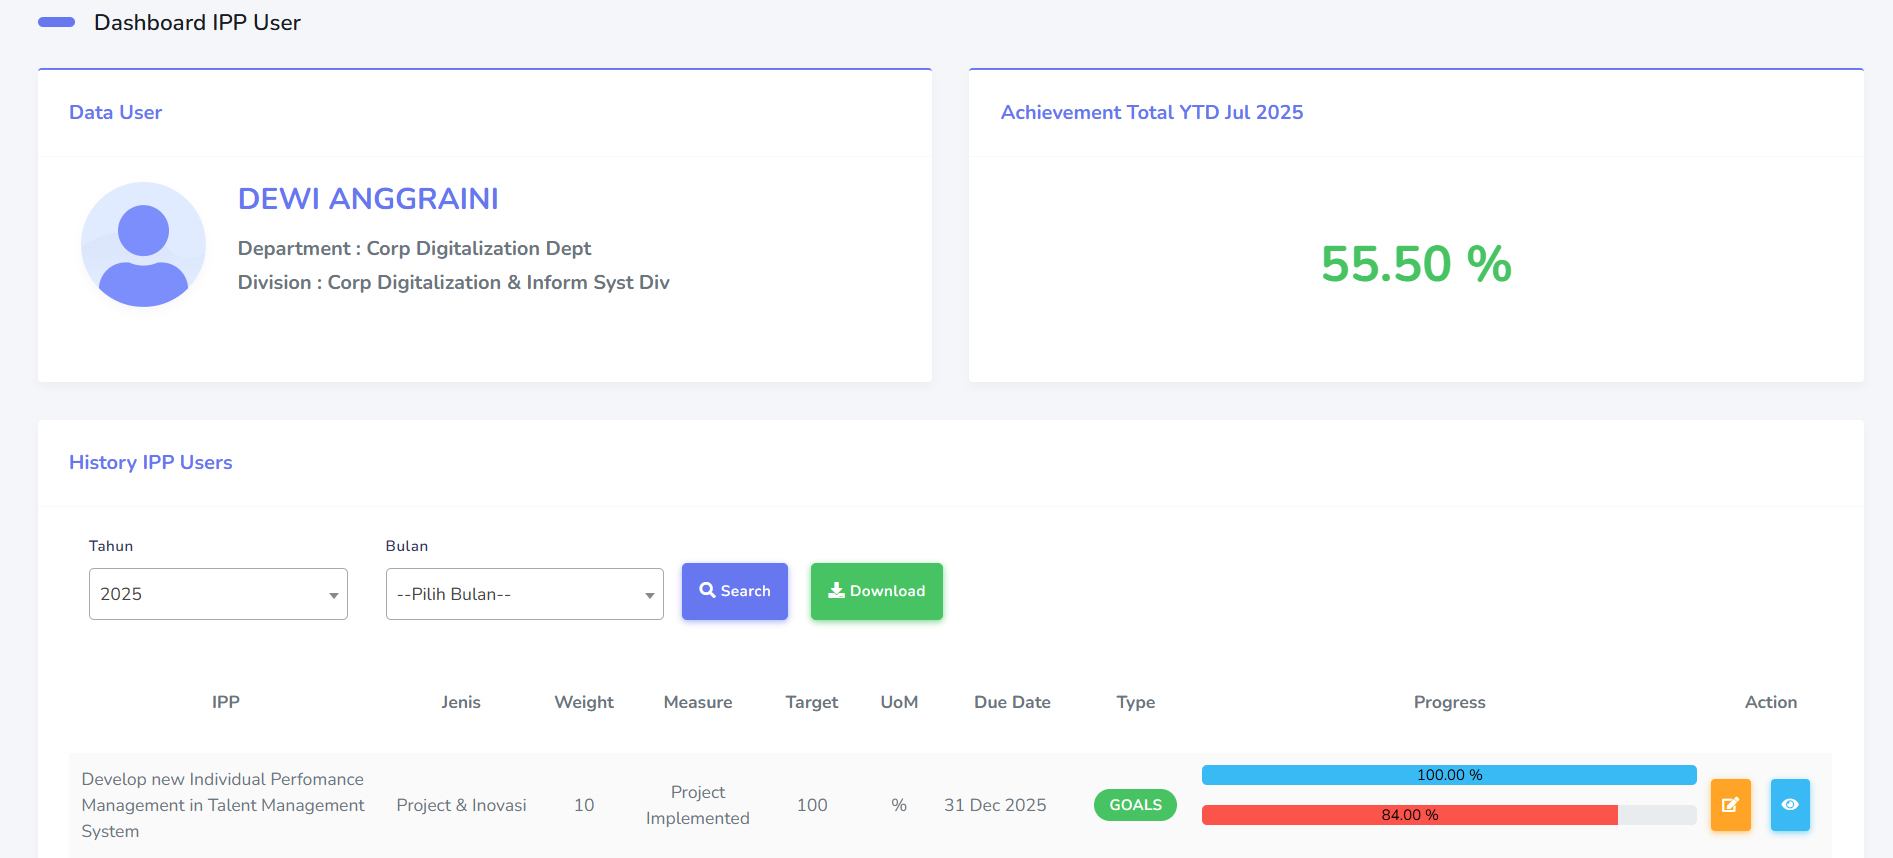 Dashboard IPP User
Data User
DEWI ANGGRAINI
Department : Corp Digitalization Dept
Division : Corp Digitalization & Inform Syst Div
Achievement Total YTD Jul 2025
55.50 %
History IPP Users
Tahun
Bulan
2025
--Pilih Bulan--
Search
Download
IPP Jenis Weight Measure Target UoM Due Date Type Progress Action
Develop new Individual Perfomance
Management in Talent Management
System
Project & Inovasi
10
Project
Implemented
100
%
31 Dec 2025
GOALS
100.00 %
84.00 %